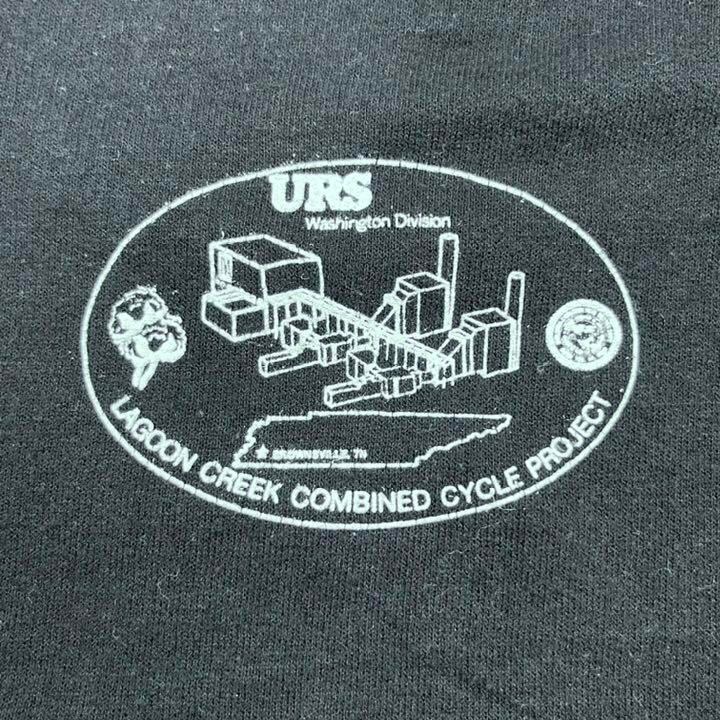 URS
Washington Division
BROWNSVILLE, TN
LAGOON CREEK COMBINED CYCLE PROJECT